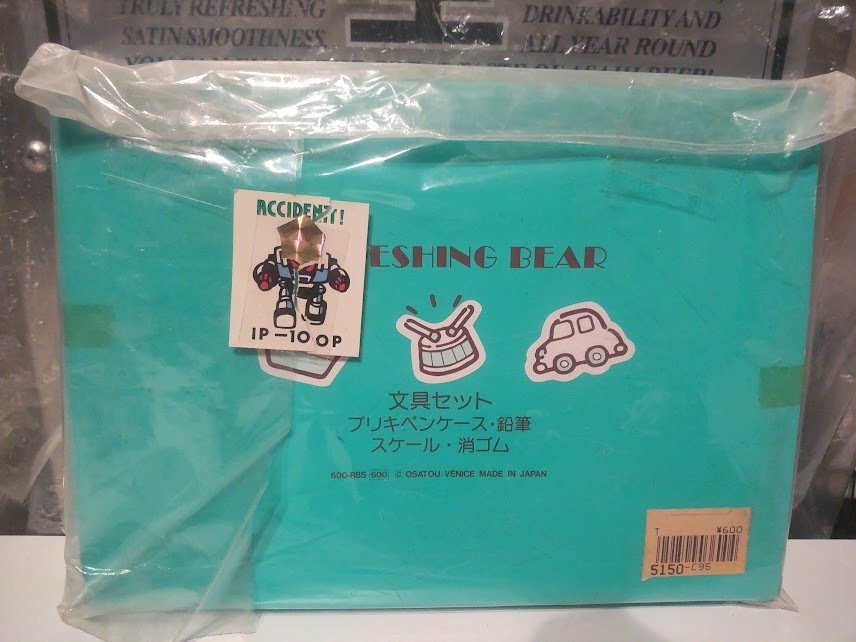 TRULY REFRESHING
SATIN SMOOTHNESS
DRINKABILITY AND
ALL YEAR ROUND
ACCIDENT!
IP-10 OP
ESHING BEAR
文具セット
ブリキペンケース・鉛筆
スケール・消ゴム
600-RBS 600 © OSATOU VENICE MADE IN JAPAN
T ¥600
5150-C95